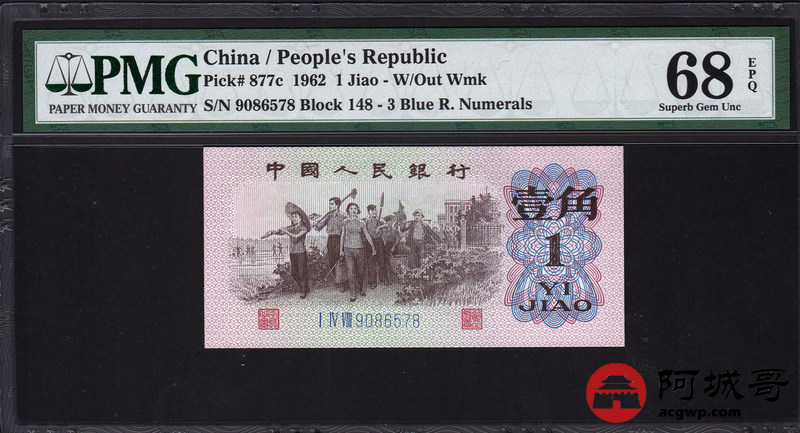 PMG
PAPER MONEY GUARANTY
China / People's Republic
Pick# 877c 1962 1 Jiao - W/Out Wmk
S/N 9086578 Block 148 - 3 Blue R. Numerals
68 EPQ
Superb Gem Unc
中國人民銀行
壹角
1
YI
JIAO
I IV VIII 9086578
阿城哥
acgwp.com